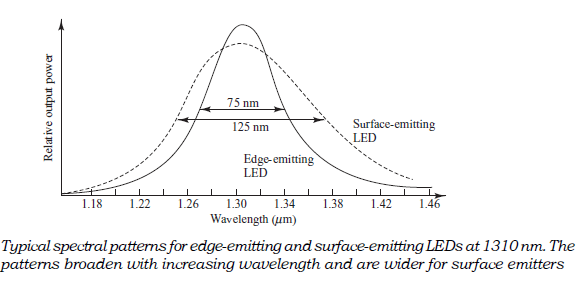 Relative output power
75 nm
125 nm
Surface-emitting
LED
Edge-emitting
LED
1.18 1.22 1.26 1.30 1.34 1.38 1.42 1.46
Wavelength (μm)
Typical spectral patterns for edge-emitting and surface-emitting LEDs at 1310 nm. The
patterns broaden with increasing wavelength and are wider for surface emitters